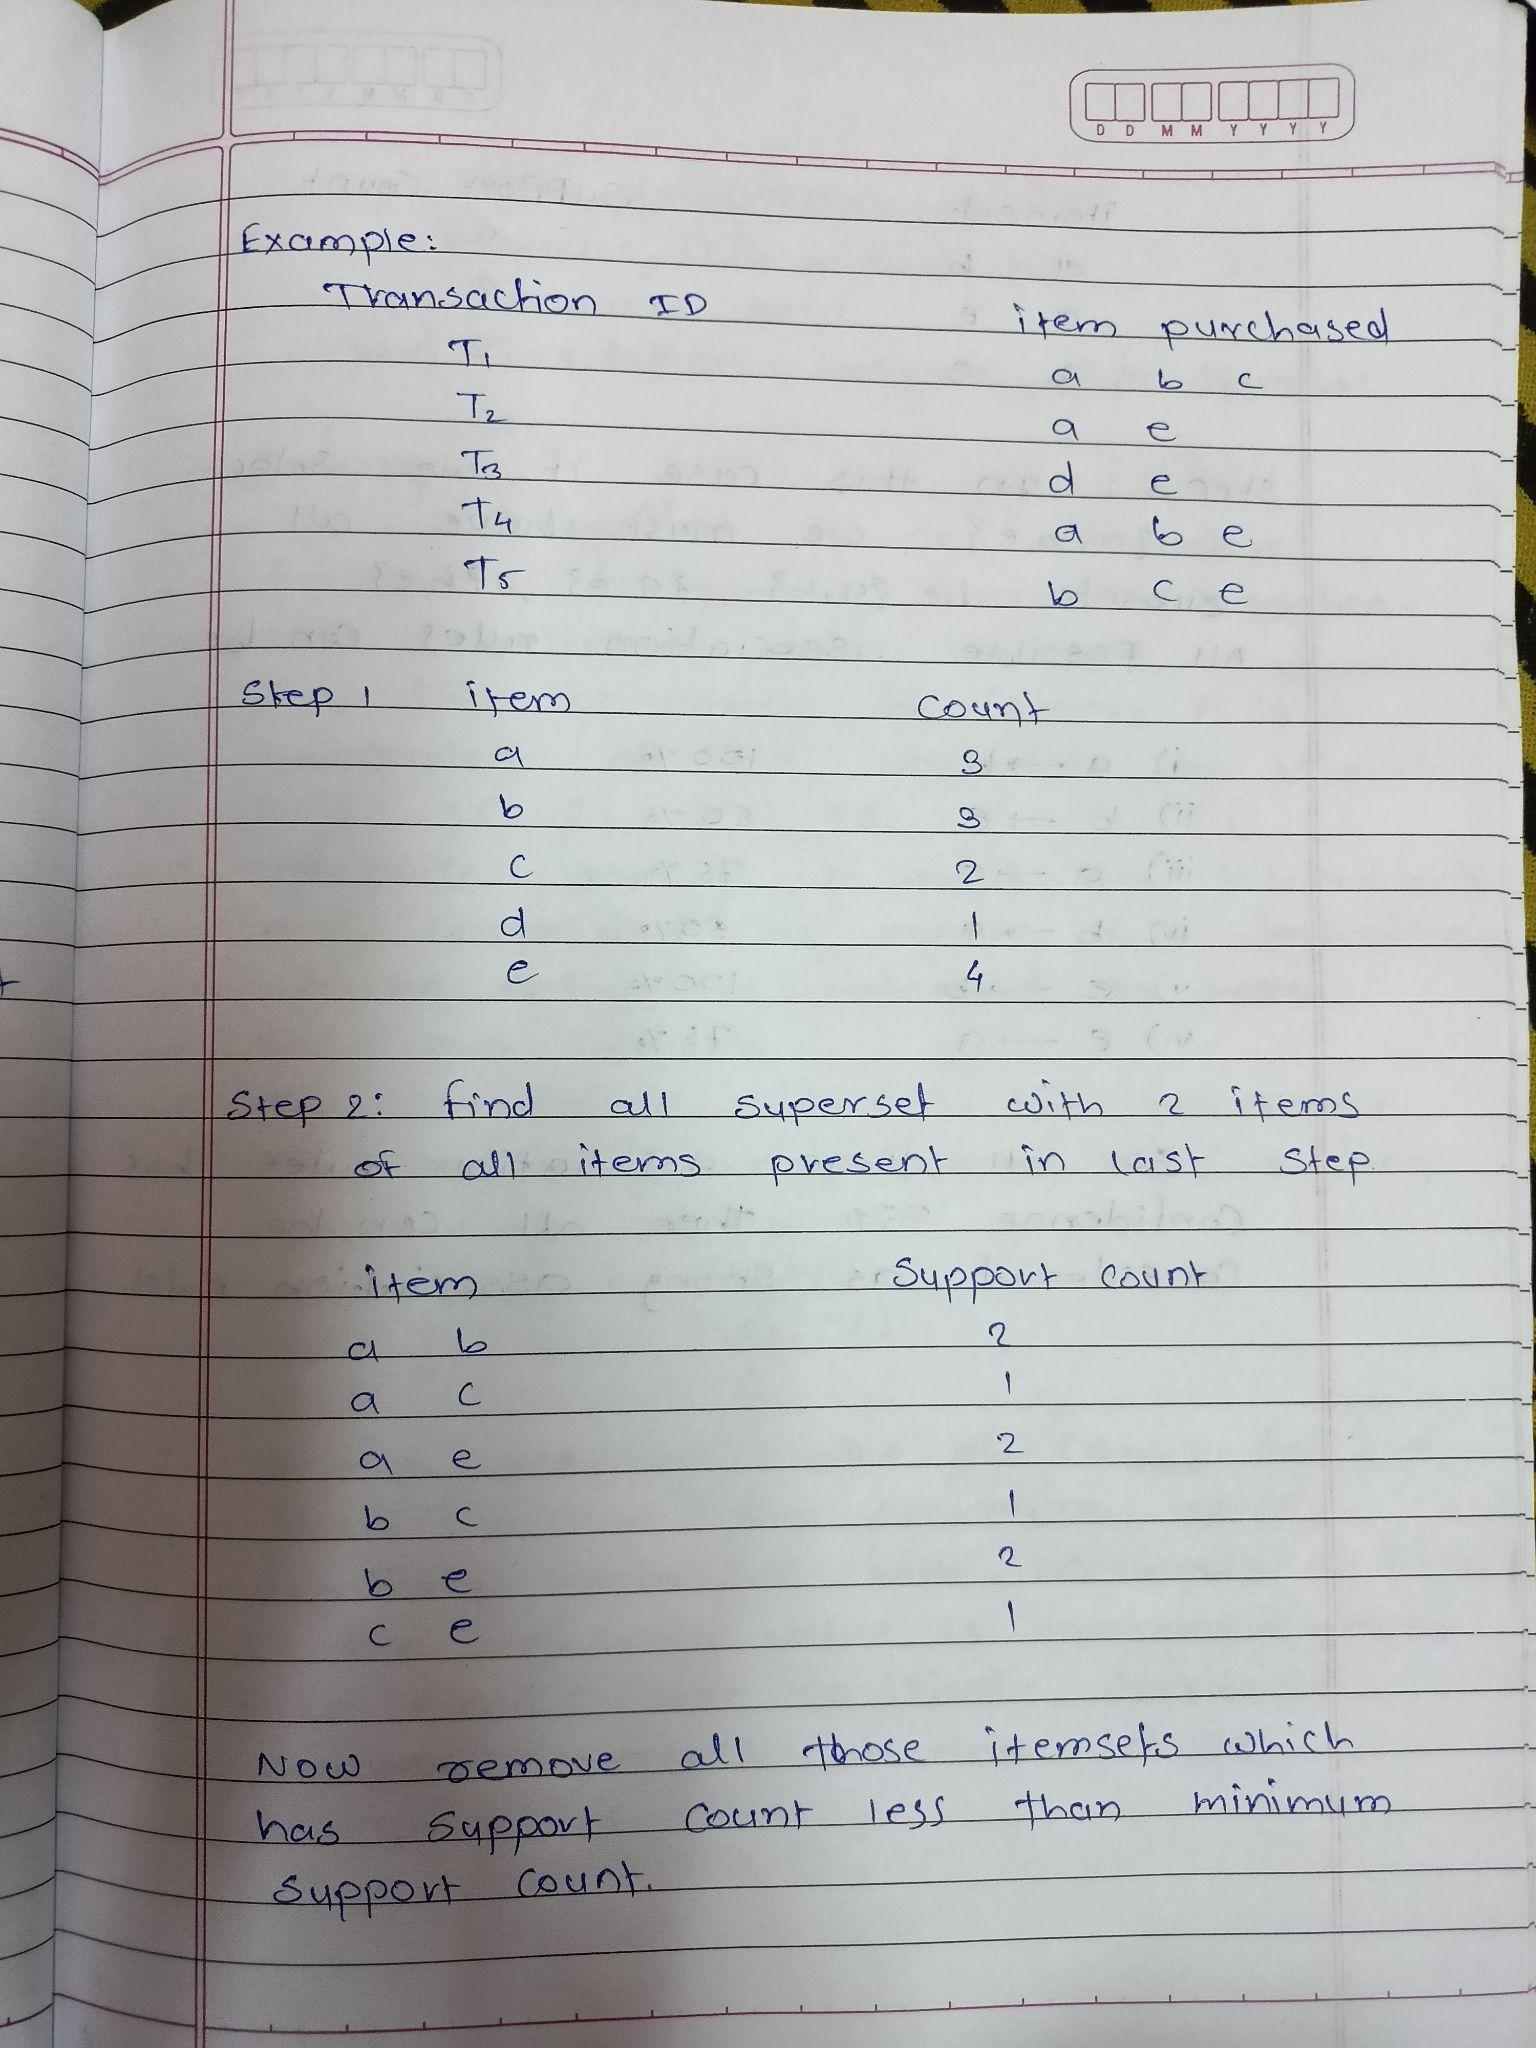 D D M M Y Y Y Y
Example:
Transaction ID item purchased
T1 a b c
T2 a e
T3 d e
T4 a b e
T5 b c e
Step 1 item count
a 3
b 3
c 2
d 1
e 4
Step 2: find all superset with 2 items
of all items present in last step.
item Support count
a b 2
a c 1
a e 2
b c 1
b e 2
c e 1
Now remove all those itemsets which
has support count less than minimum
support count.